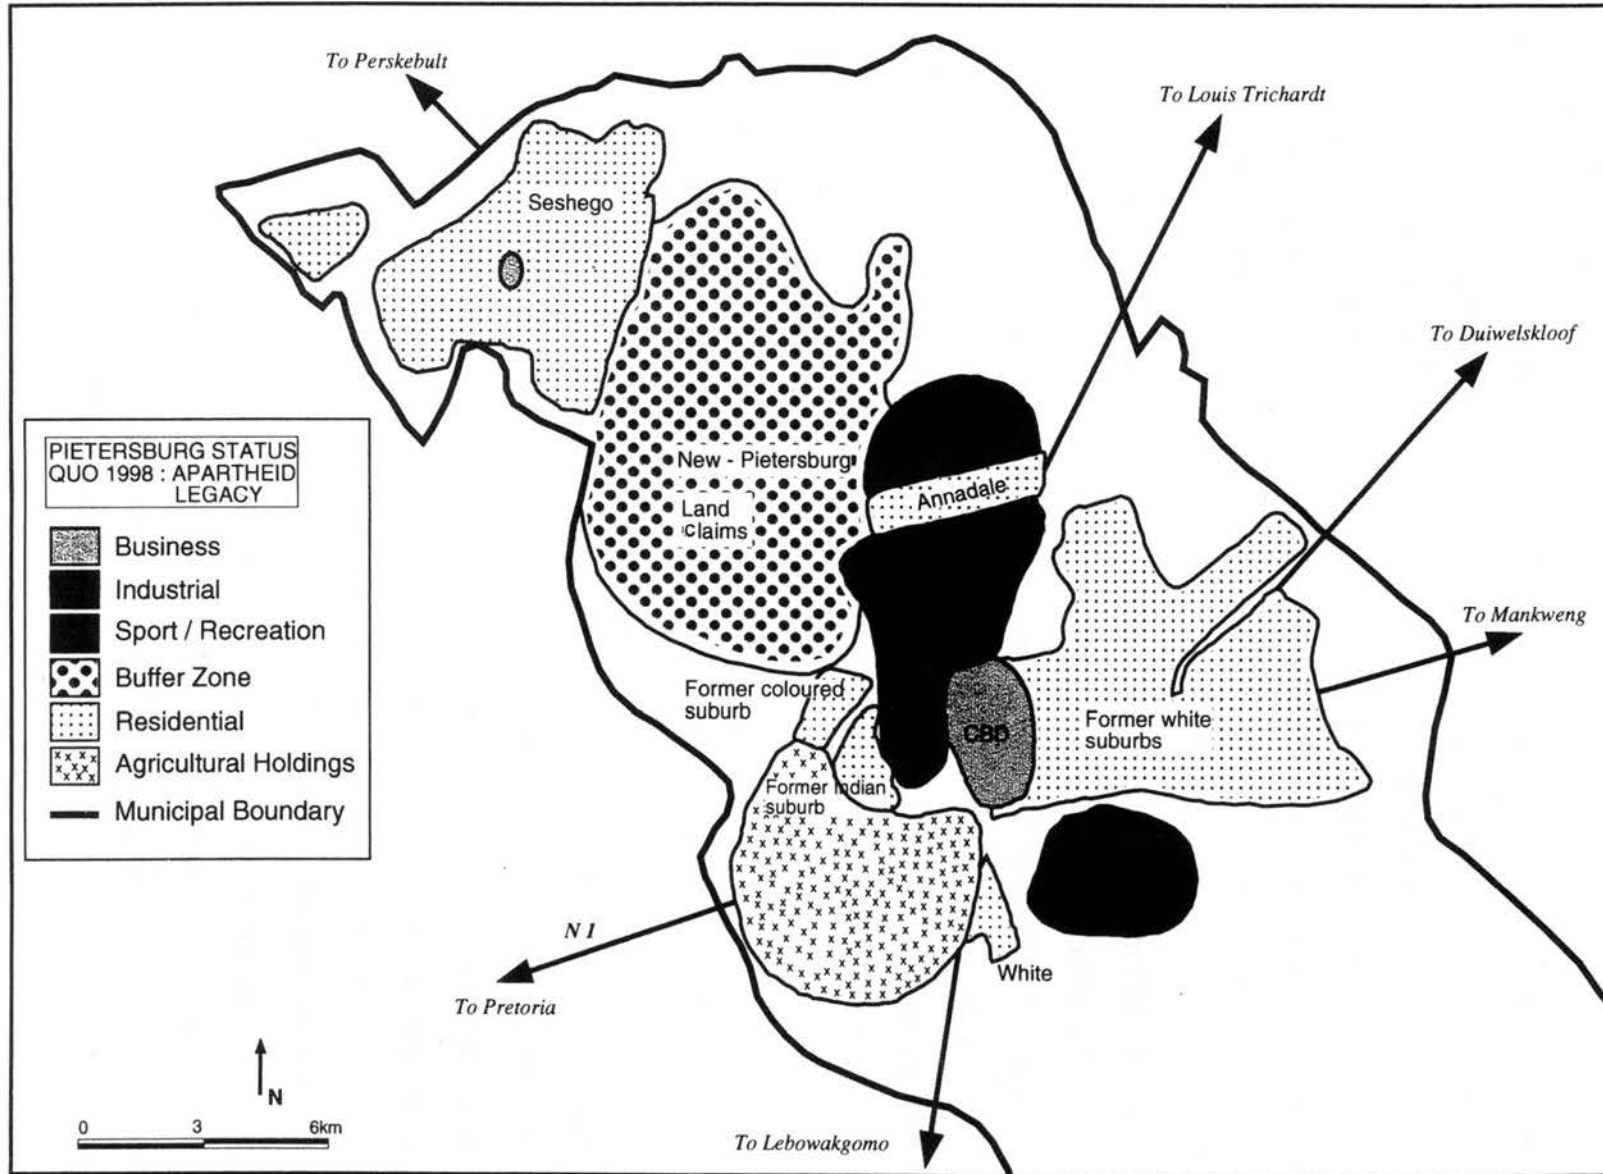 To Perskebult
To Louis Trichardt
Seshego
To Duiwelskloof
PIETERSBURG STATUS
QUO 1998 : APARTHEID
LEGACY
Business
Industrial
Sport / Recreation
Buffer Zone
Residential
Agricultural Holdings
Municipal Boundary
New - Pietersburg
Land
claims
Annadale
To Mankweng
Former coloured
suburb
CBD
Former white
suburbs
Former Indian
suburb
N 1
To Pretoria
White
N
0 3 6km
To Lebowakgomo